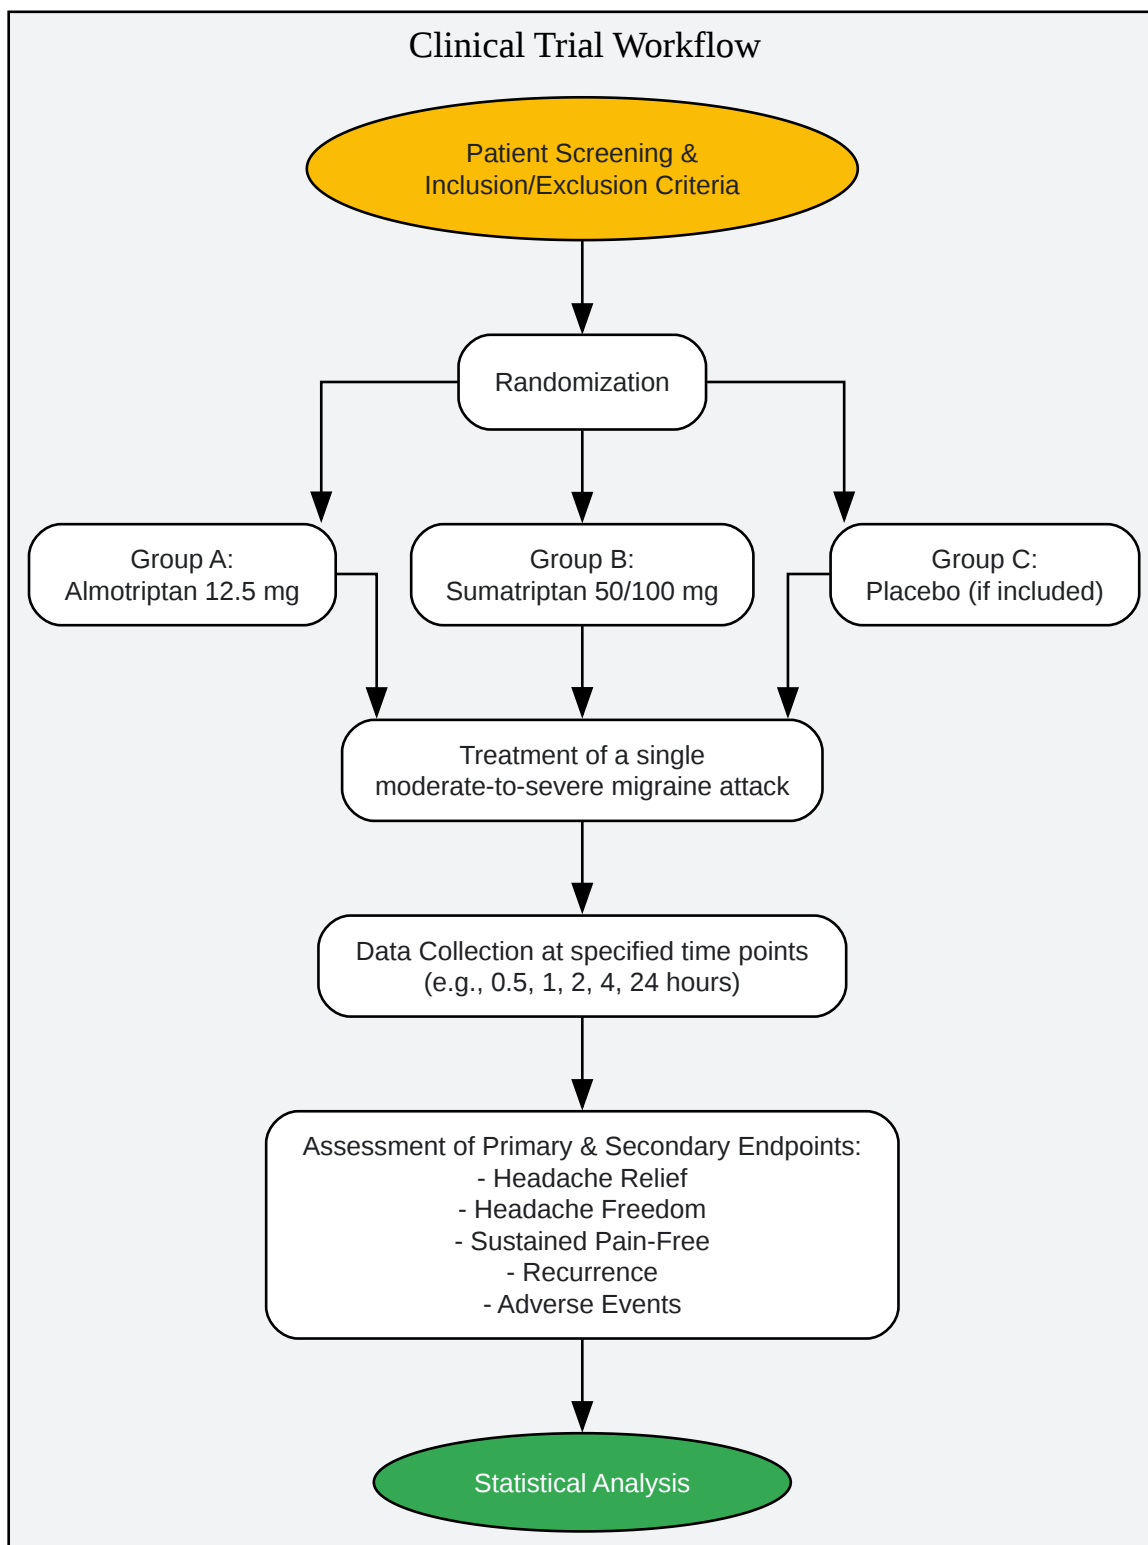 Clinical Trial Workflow
Patient Screening &
Inclusion/Exclusion Criteria
Randomization
Group A:
Almotriptan 12.5 mg
Group B:
Sumatriptan 50/100 mg
Group C:
Placebo (if included)
Treatment of a single
moderate-to-severe migraine attack
Data Collection at specified time points
(e.g., 0.5, 1, 2, 4, 24 hours)
Assessment of Primary & Secondary Endpoints:
- Headache Relief
- Headache Freedom
- Sustained Pain-Free
- Recurrence
- Adverse Events
Statistical Analysis